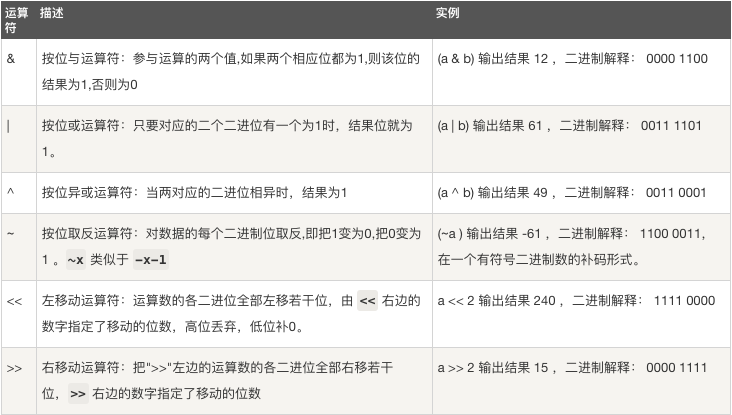 运算 描述 实例
符
& 按位与运算符：参与运算的两个值,如果两个相应位都为1,则该位的 (a & b) 输出结果 12 ，二进制解释： 0000 1100
结果为1,否则为0
| 按位或运算符：只要对应的二个二进位有一个为1时，结果位就为 (a | b) 输出结果 61 ，二进制解释： 0011 1101
1。
^ 按位异或运算符：当两对应的二进位相异时，结果为1 (a ^ b) 输出结果 49 ，二进制解释： 0011 0001
~ 按位取反运算符：对数据的每个二进制位取反,即把1变为0,把0变为 (~a ) 输出结果 -61 ，二进制解释： 1100 0011，
1 。~x 类似于 -x-1 在一个有符号二进制数的补码形式。
<< 左移动运算符：运算数的各二进位全部左移若干位，由 << 右边的 a << 2 输出结果 240 ，二进制解释： 1111 0000
数字指定了移动的位数，高位丢弃，低位补0。
>> 右移动运算符：把">>"左边的运算数的各二进位全部右移若干 a >> 2 输出结果 15 ，二进制解释： 0000 1111
位， >> 右边的数字指定了移动的位数